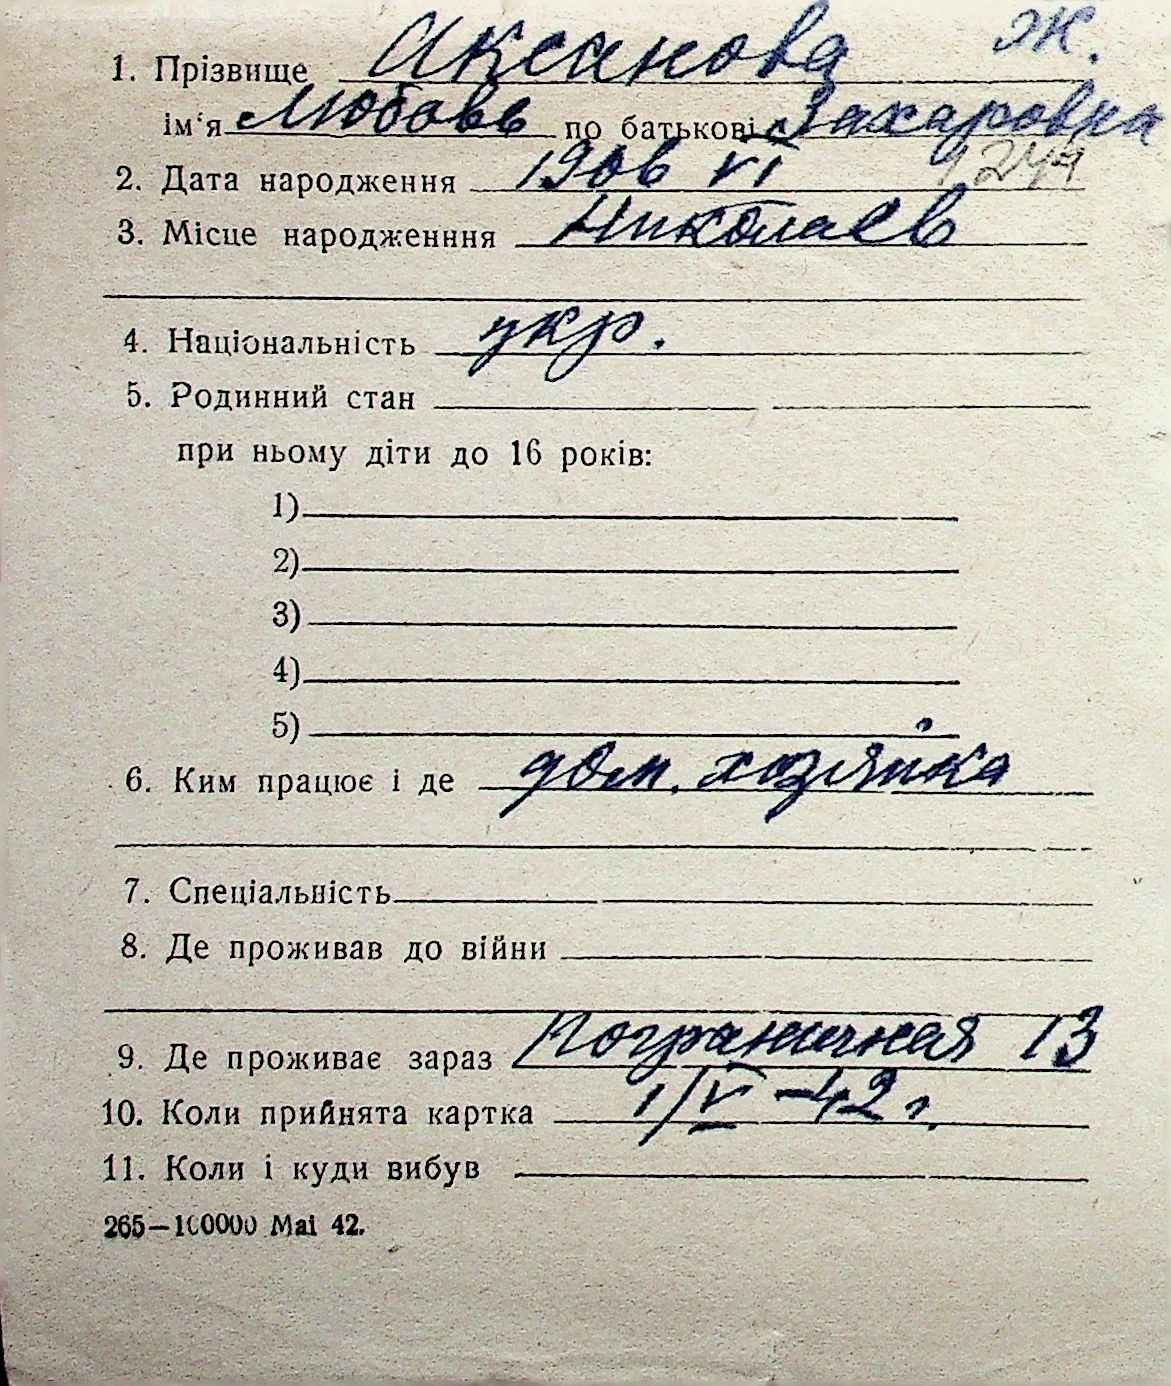 1. Прізвище Аксанова Ж.
ім'я Любовь по батькові Захаровна
1249
2. Дата народження 1906 VI
3. Місце народженння Николаев
4. Національність укр.
5. Родинний стан
при ньому діти до 16 років:
1)
2)
3)
4)
5)
6. Ким працює і де дом. хозяйка
7. Спеціальність
8. Де проживав до війни
9. Де проживає зараз Пограничная 13
10. Коли прийнята картка 1/V-42 г.
11. Коли і куди вибув
265—100000 Mai 42.